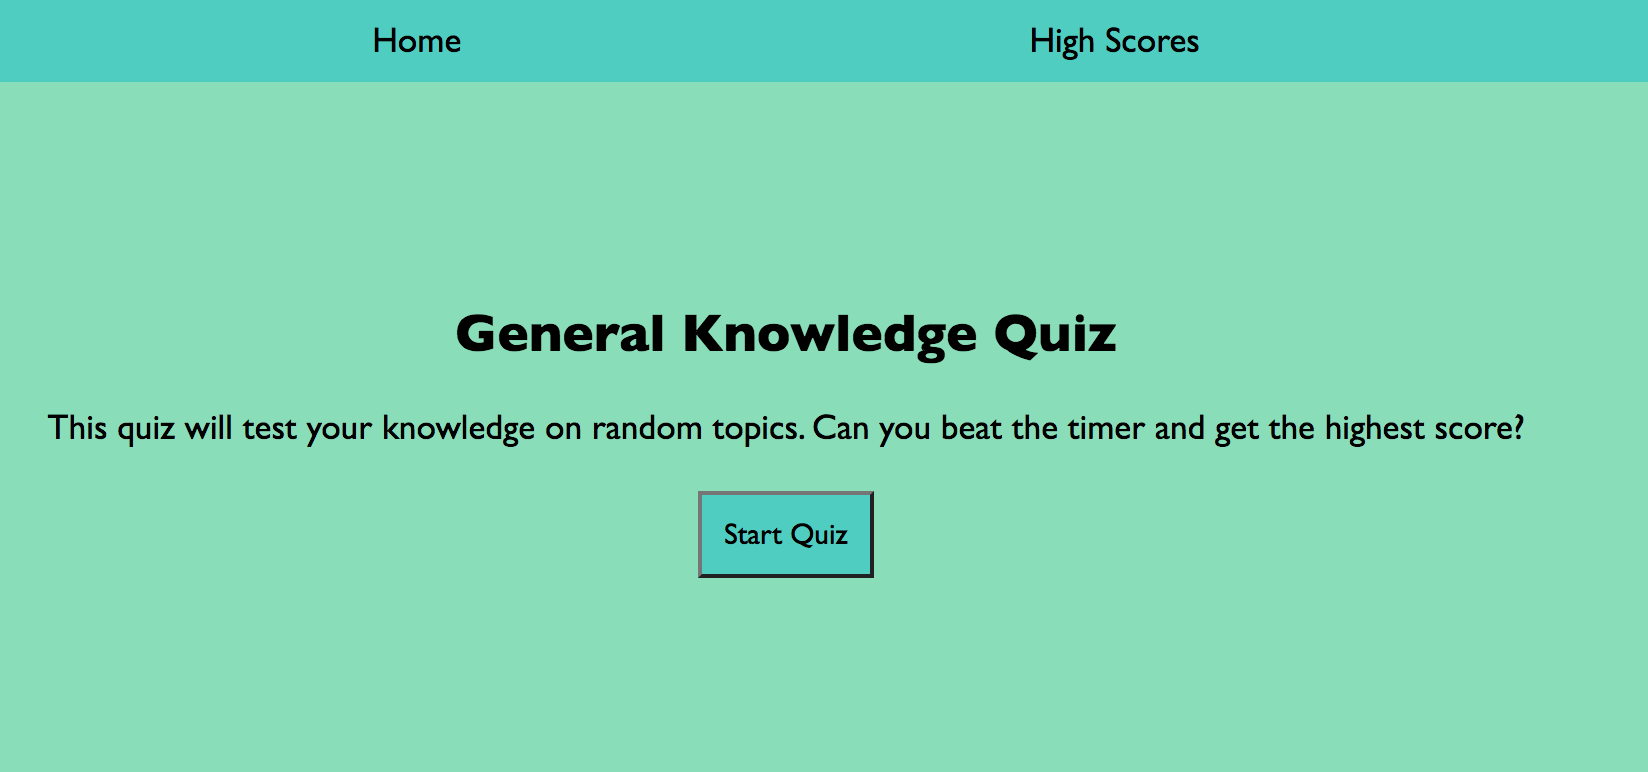 Home High Scores
General Knowledge Quiz
This quiz will test your knowledge on random topics. Can you beat the timer and get the highest score?
Start Quiz